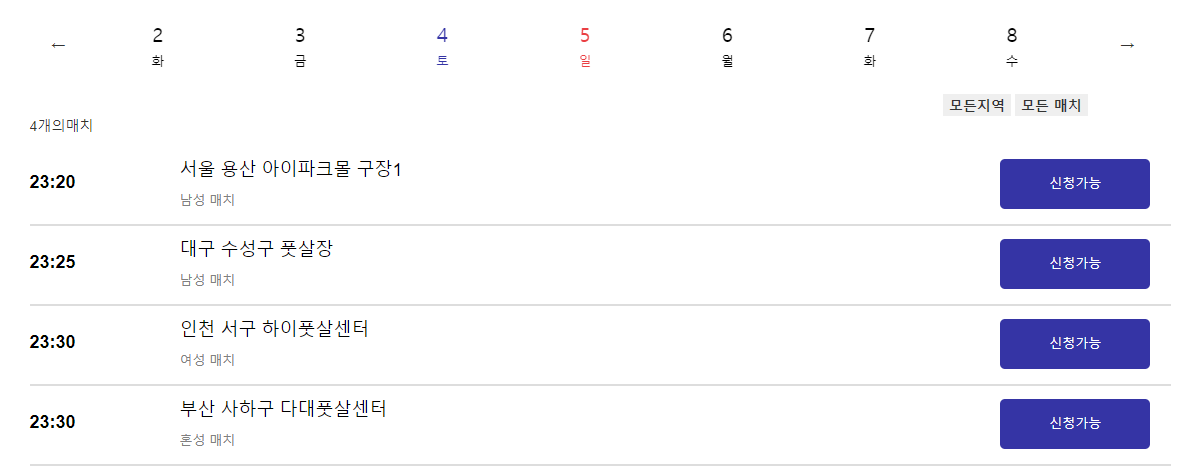 ← 2 3 4 5 6 7 8 →
화 금 토 일 월 화 수
모든지역 모든 매치
4개의매치
23:20 서울 용산 아이파크몰 구장1 신청가능
남성 매치
23:25 대구 수성구 풋살장 신청가능
남성 매치
23:30 인천 서구 하이풋살센터 신청가능
여성 매치
23:30 부산 사하구 다대풋살센터 신청가능
혼성 매치